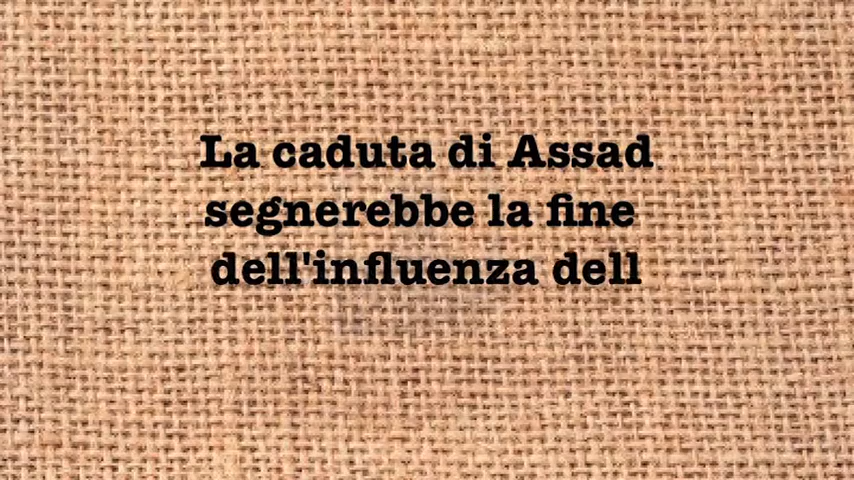 La caduta di Assad
segnerebbe la fine
dell'influenza dell